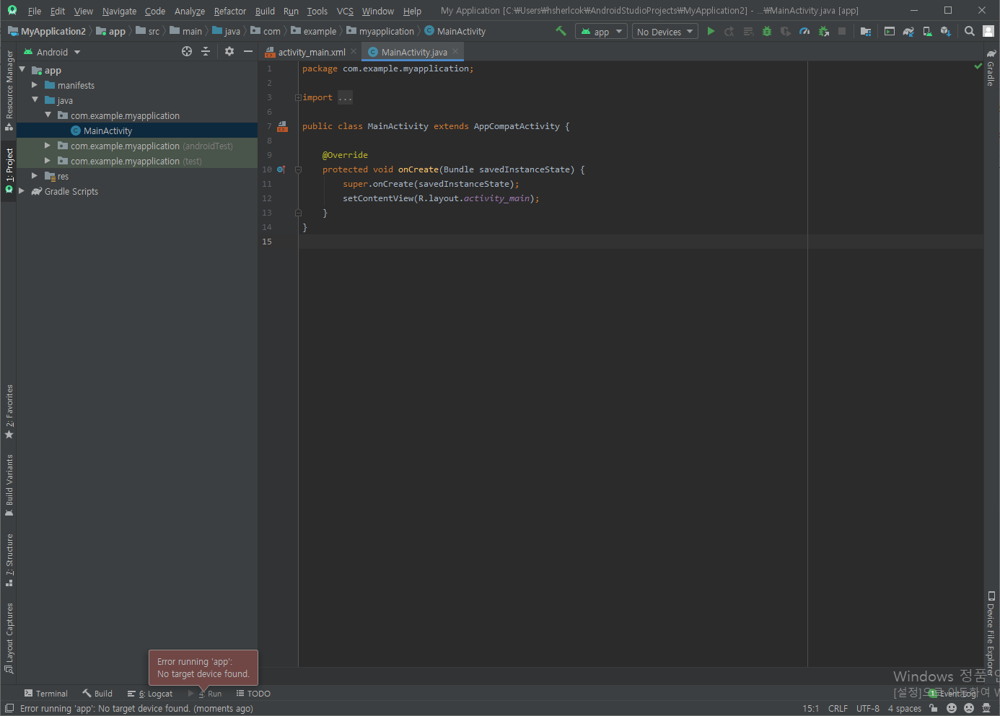 File Edit View Navigate Code Analyze Refactor Build Run Tools VCS Window Help My Application [C:₩Users₩hsherlcok₩AndroidStudioProjects₩MyApplication2] - ...₩MainActivity.java [app]
MyApplication2 app src main java com example myapplication MainActivity app No Devices
Android activity_main.xml MainActivity.java
Resource Manager
1: Project
2: Favorites
Build Variants
7: Structure
Layout Captures
app
manifests
java
com.example.myapplication
MainActivity
com.example.myapplication (androidTest)
com.example.myapplication (test)
res
Gradle Scripts
1 package com.example.myapplication;
2
3 import ...
6
7 public class MainActivity extends AppCompatActivity {
8
9 @Override
10 protected void onCreate(Bundle savedInstanceState) {
11 super.onCreate(savedInstanceState);
12 setContentView(R.layout.activity_main);
13 }
14 }
15
Gradle
Device File Explorer
Error running 'app':
No target device found.
Windows 정품
[설정]으로 이동하여 W
Terminal Build 6: Logcat 4: Run TODO 1 Event Log
Error running 'app': No target device found. (moments ago) 15:1 CRLF UTF-8 4 spaces